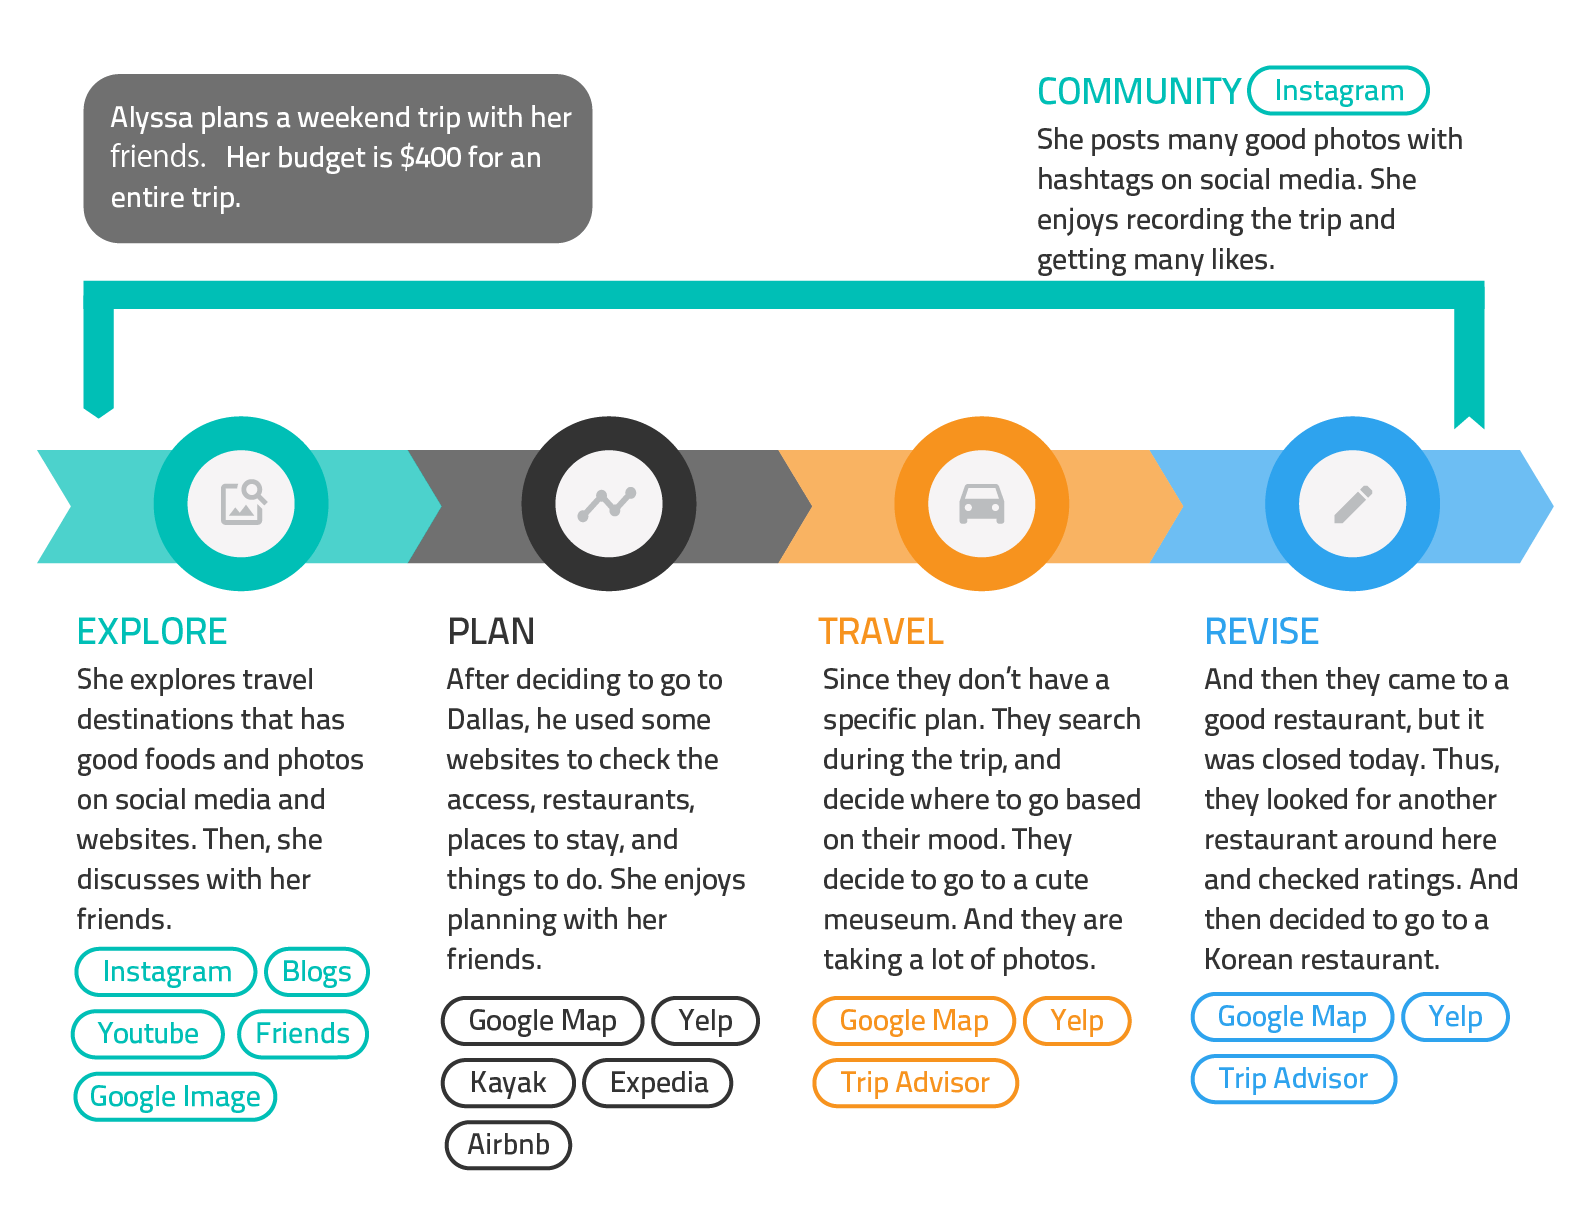 Alyssa plans a weekend trip with her
friends. Her budget is $400 for an
entire trip.
COMMUNITY Instagram
She posts many good photos with
hashtags on social media. She
enjoys recording the trip and
getting many likes.
EXPLORE
She explores travel
destinations that has
good foods and photos
on social media and
websites. Then, she
discusses with her
friends.
Instagram Blogs
Youtube Friends
Google Image
PLAN
After deciding to go to
Dallas, he used some
websites to check the
access, restaurants,
places to stay, and
things to do. She enjoys
planning with her
friends.
Google Map Yelp
Kayak Expedia
Airbnb
TRAVEL
Since they don't have a
specific plan. They search
during the trip, and
decide where to go based
on their mood. They
decide to go to a cute
meuseum. And they are
taking a lot of photos.
Google Map Yelp
Trip Advisor
REVISE
And then they came to a
good restaurant, but it
was closed today. Thus,
they looked for another
restaurant around here
and checked ratings. And
then decided to go to a
Korean restaurant.
Google Map Yelp
Trip Advisor